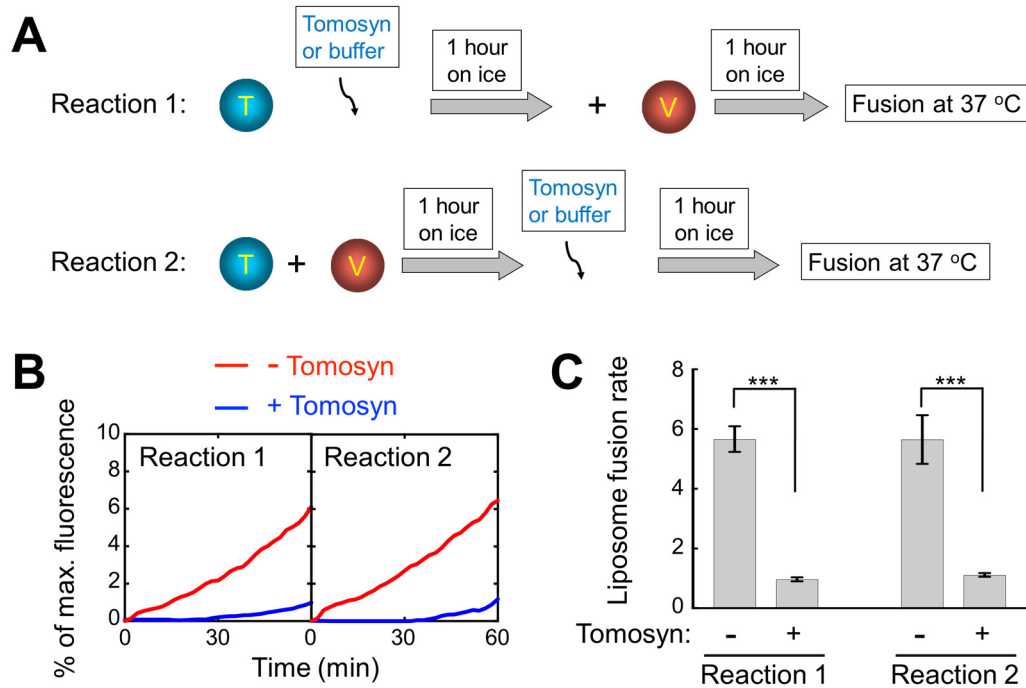 A
Tomosyn
or buffer
1 hour
on ice
1 hour
on ice
Reaction 1:
T
+
V
Fusion at 37 °C
Tomosyn
or buffer
1 hour
on ice
1 hour
on ice
Reaction 2:
T
+
V
Fusion at 37 °C
B
- Tomosyn
+ Tomosyn
% of max. fluorescence
10
8
6
4
2
0
Reaction 1
Reaction 2
0
30
0
30
60
Time (min)
C
Liposome fusion rate
8
6
4
2
0
***
***
Tomosyn:
-
+
-
+
Reaction 1
Reaction 2